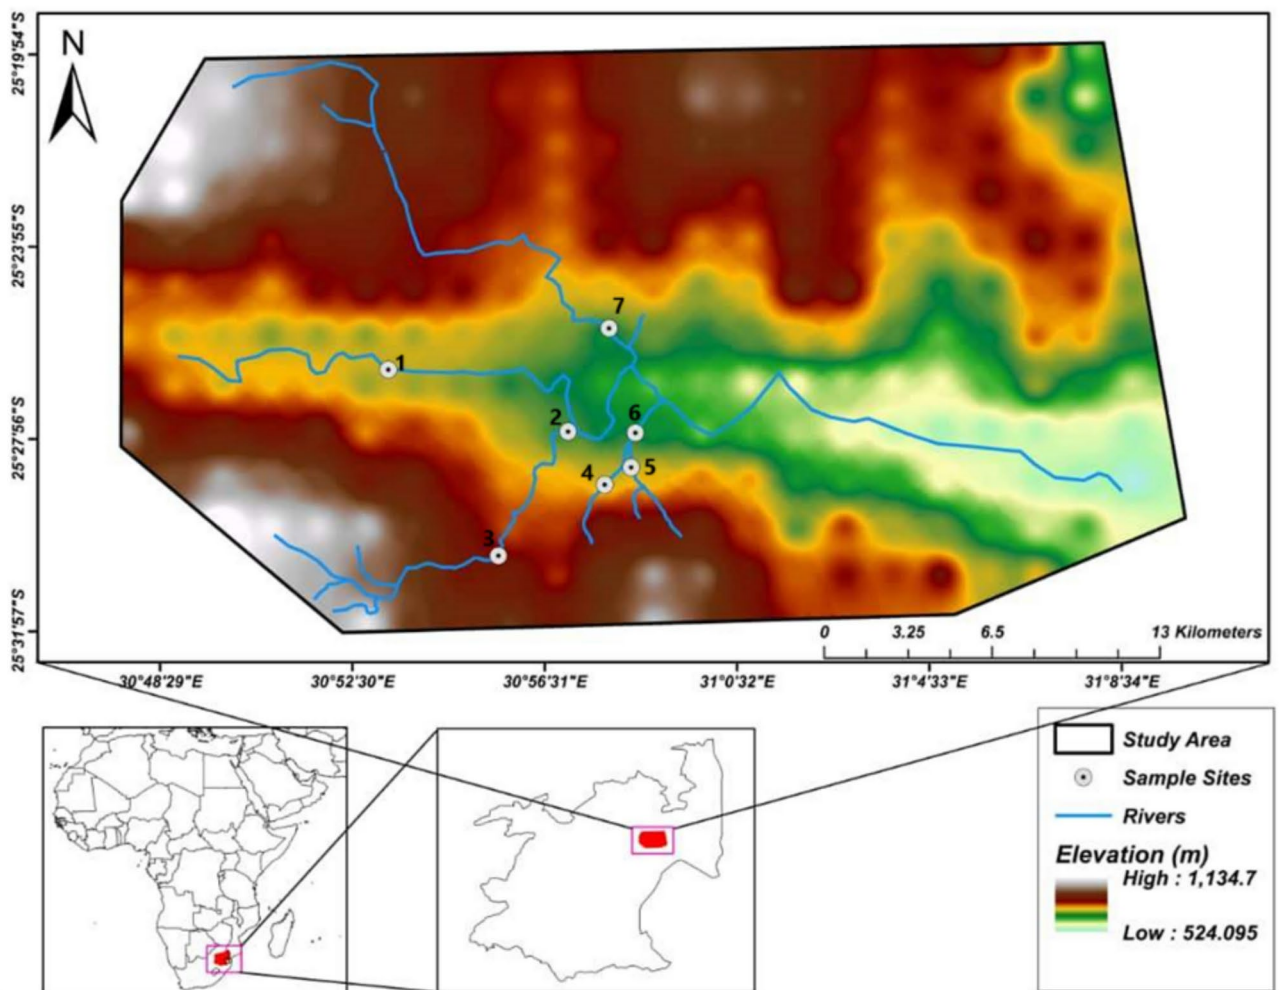 N
25°19'54"S
25°23'55"S
25°27'56"S
25°31'57"S
7
1
2
6
4
5
3
0 3.25 6.5 13 Kilometers
30°48'29"E 30°52'30"E 30°56'31"E 31°0'32"E 31°4'33"E 31°8'34"E
Study Area
Sample Sites
Rivers
Elevation (m)
High : 1,134.7
Low : 524.095